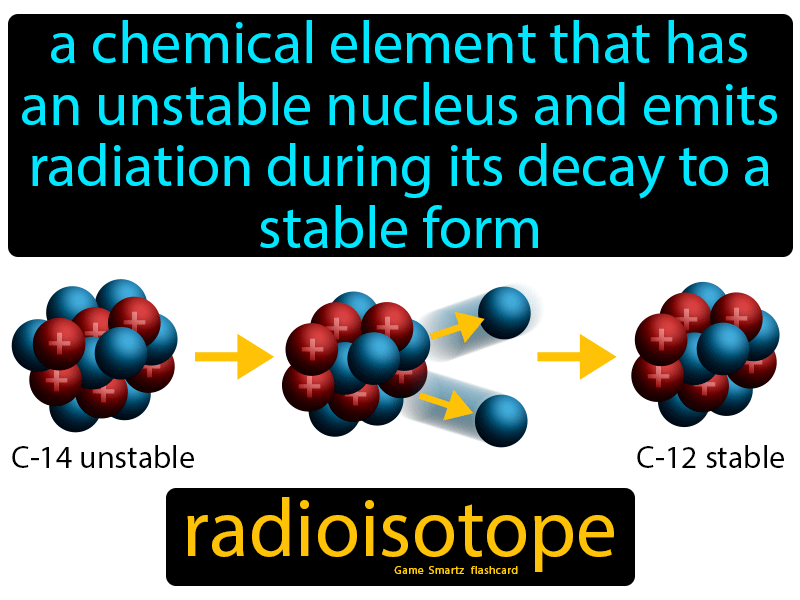 a chemical element that has
an unstable nucleus and emits
radiation during its decay to a
stable form
+ + + + + +
+ + + + + +
+ + + + + +
C-14 unstable
C-12 stable
radioisotope
Game Smartz flashcard